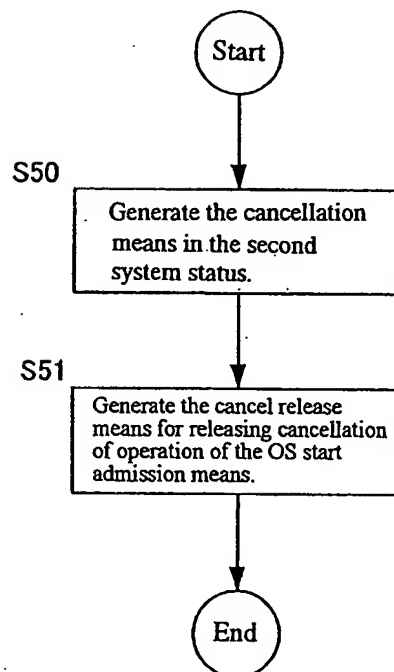 Start
S50
Generate the cancellation
means in the second
system status.
S51
Generate the cancel release
means for releasing cancellation
of operation of the OS start
admission means.
End